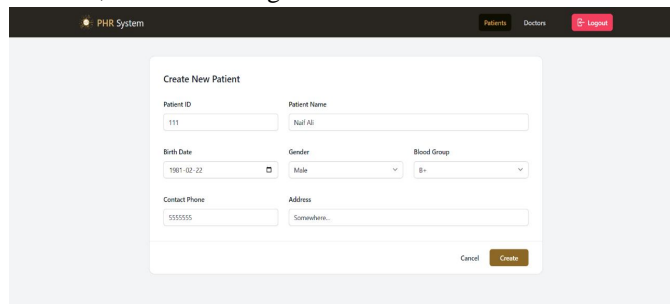 PHR System Patients Doctors Logout
Create New Patient
Patient ID Patient Name
111 Naif Ali
Birth Date Gender Blood Group
1981-02-22 Male B+
Contact Phone Address
5555555 Somewhere...
Cancel Create